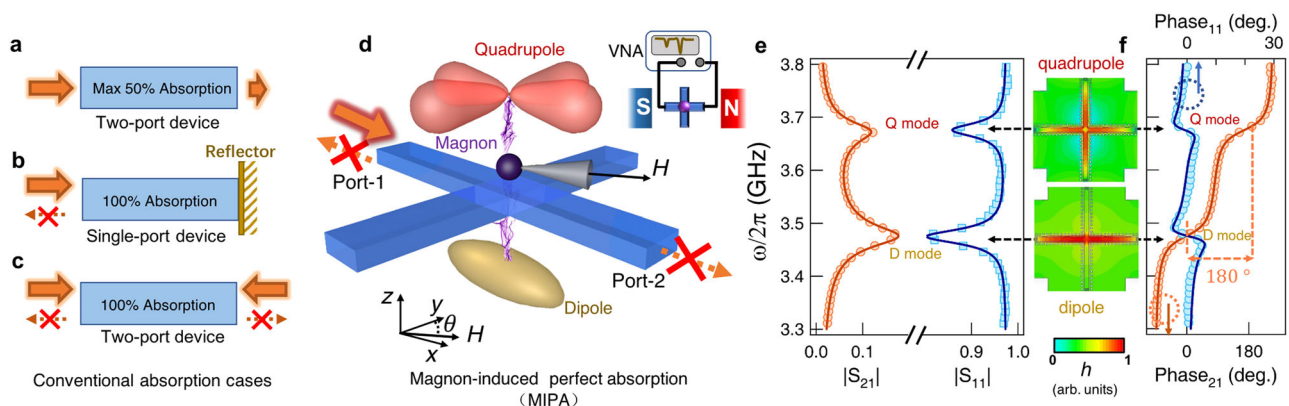 a
Max 50% Absorption
Two-port device
b
Reflector
100% Absorption
Single-port device
c
100% Absorption
Two-port device
Conventional absorption cases
d
Quadrupole
VNA
S
N
Magnon
Port-1
H
Port-2
Dipole
z
y
θ
H
x
Magnon-induced perfect absorption
(MIPA)
e
ω/2π (GHz)
3.8
3.7
3.6
3.5
3.4
3.3
Q mode
D mode
0.0
0.1
0.9
1.0
|S21|
|S11|
quadrupole
dipole
0
1
h
(arb. units)
f
Phase11 (deg.)
0
30
Q mode
D mode
180 °
0
180
Phase21 (deg.)